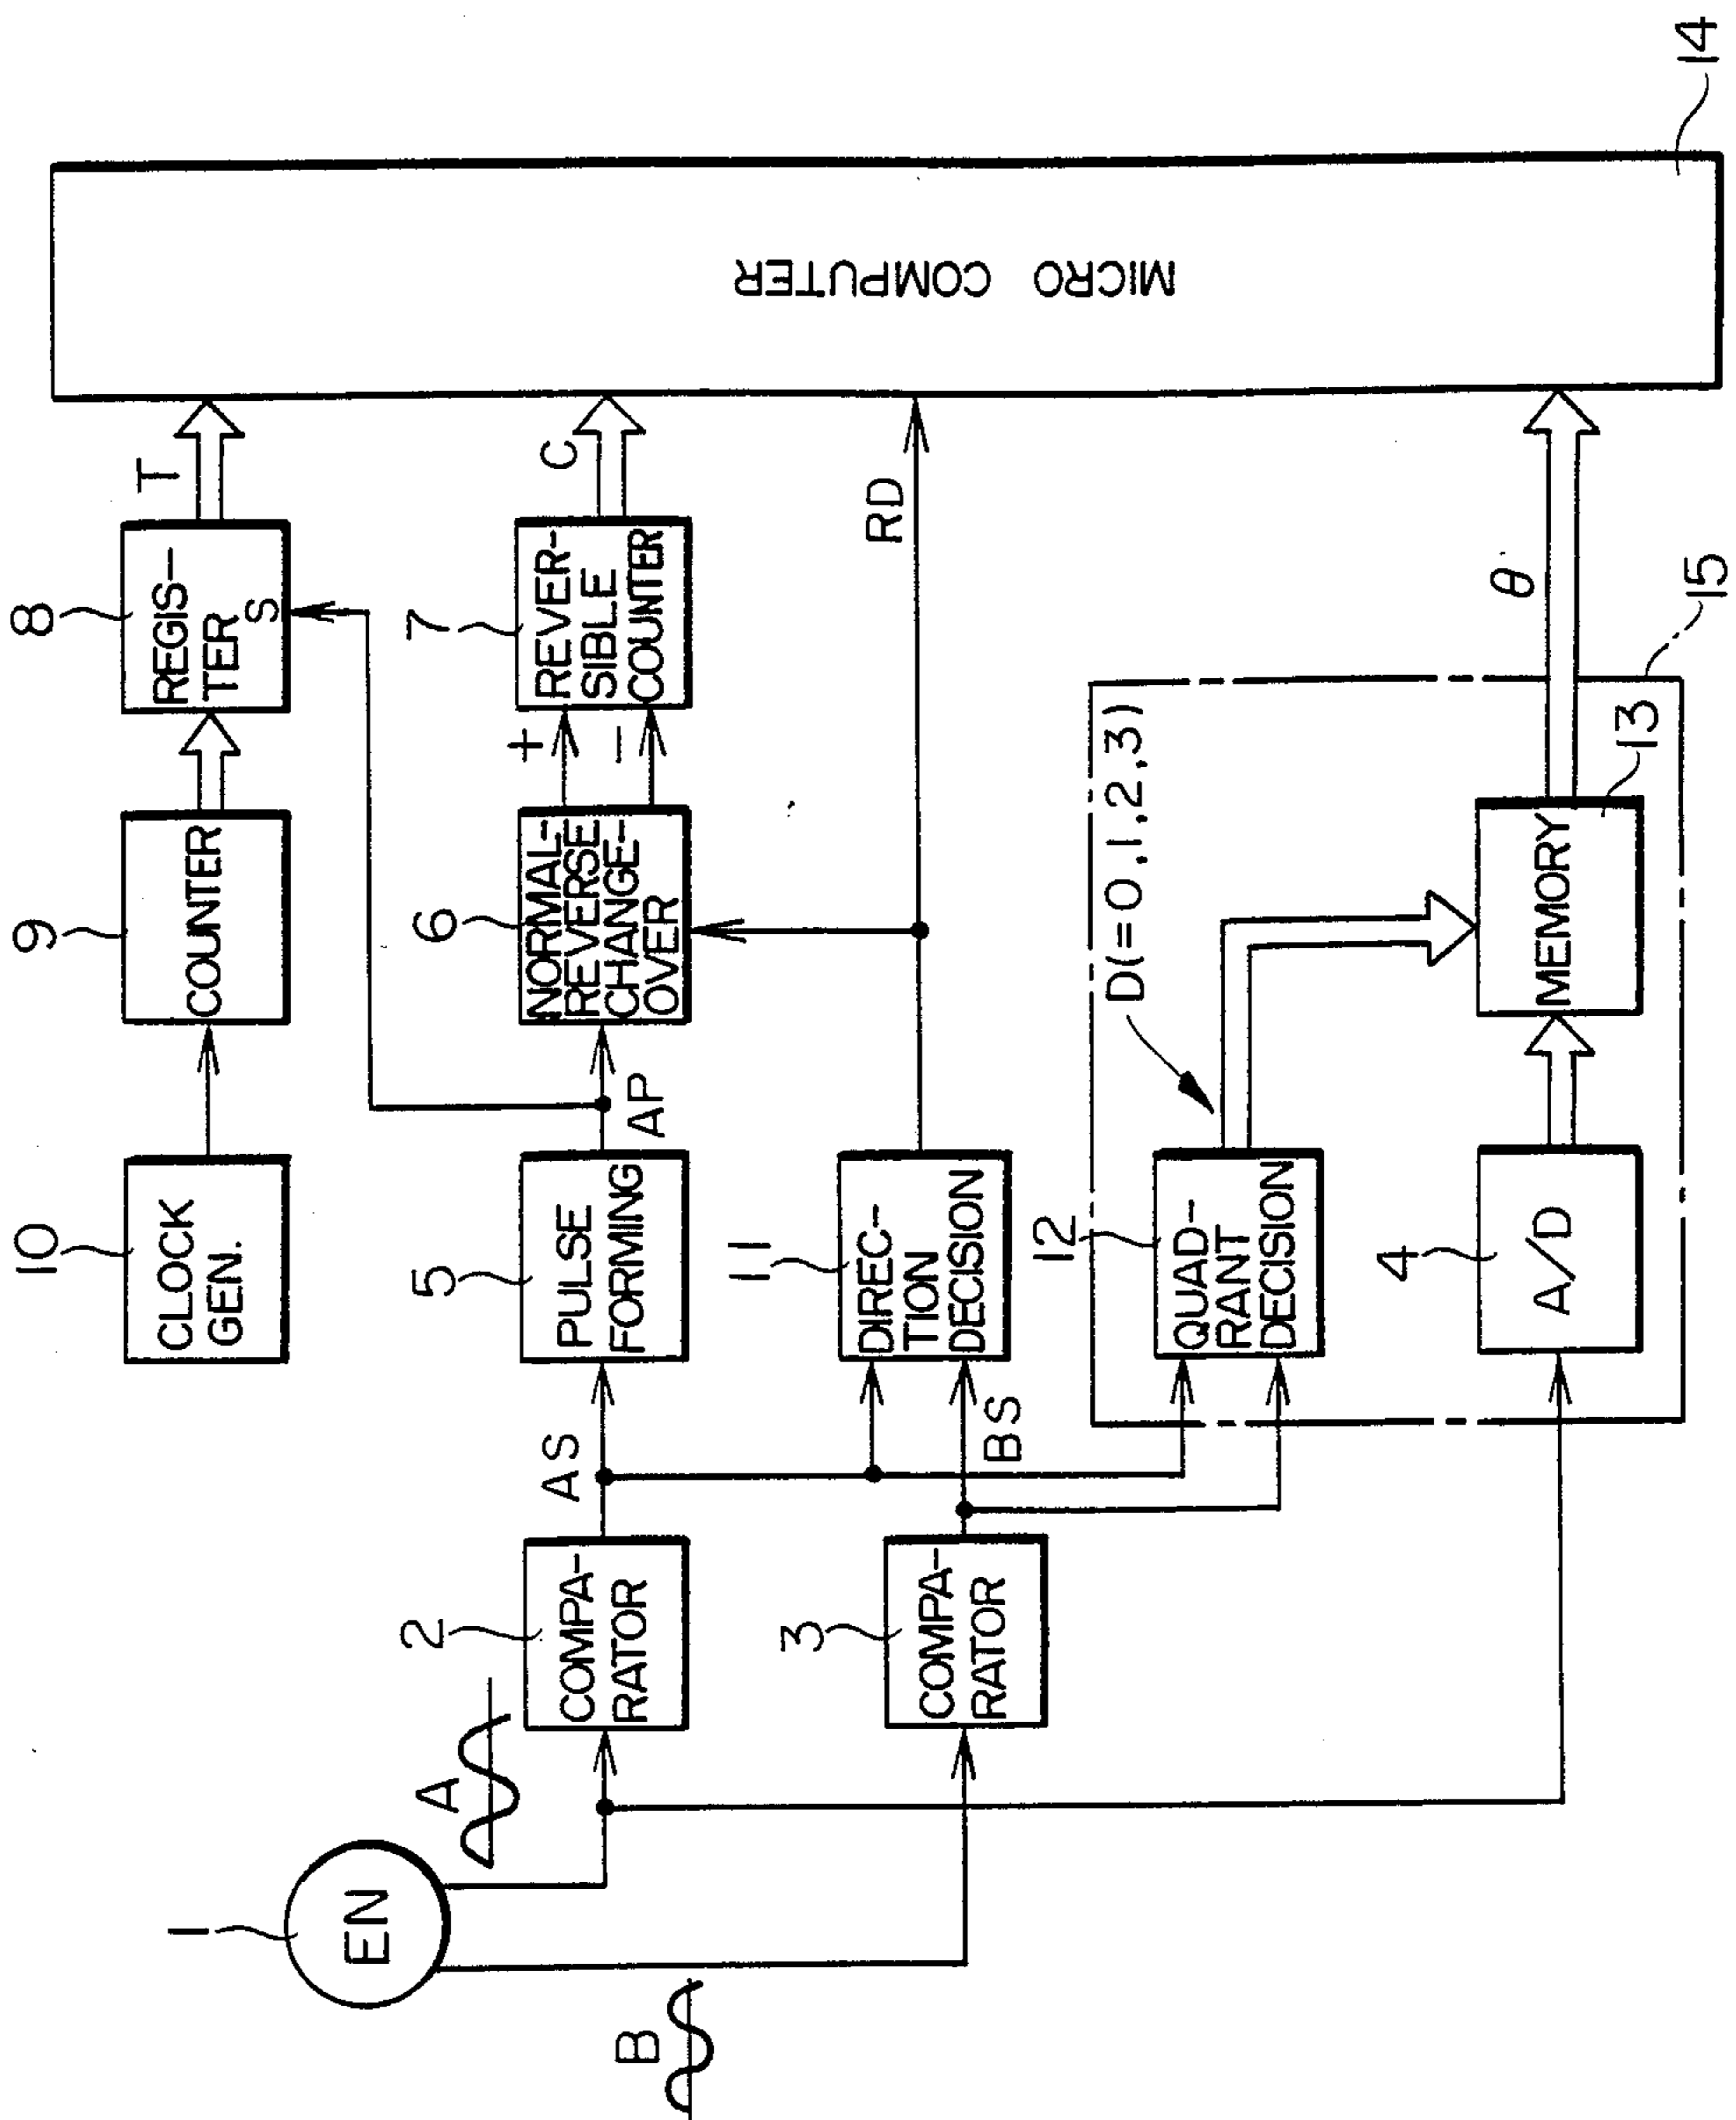 10
CLOCK
GEN.
9
COUNTER
8
REGIS-
TER
S
T
1
EN
A
B
2
COMPA-
RATOR
AS
5
PULSE
FORMING
AP
6
NORMAL-
REVERSE
CHANGE-
OVER
+
−
7
REVER-
SIBLE
COUNTER
C
3
COMPA-
RATOR
BS
11
DIREC-
TION
DECISION
RD
12
QUAD-
RANT
DECISION
D(=0,1,2,3)
4
A/D
MEMORY
13
θ
15
MICRO COMPUTER
14